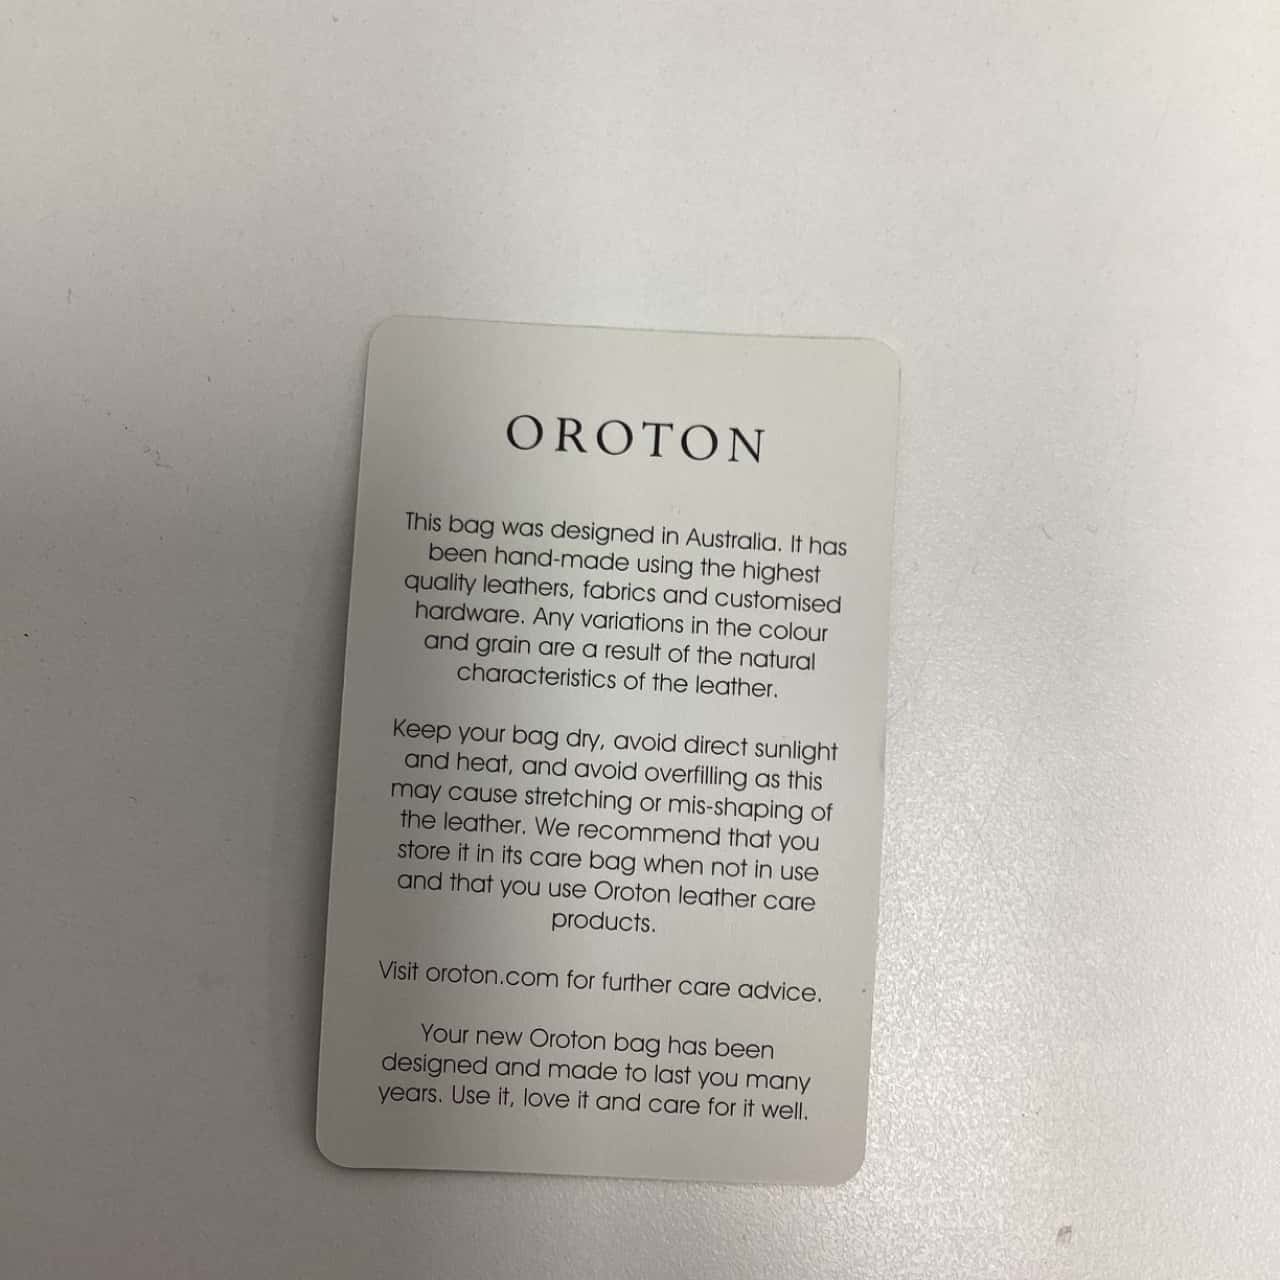 OROTON
This bag was designed in Australia. It has
been hand-made using the highest
quality leathers, fabrics and customised
hardware. Any variations in the colour
and grain are a result of the natural
characteristics of the leather.
Keep your bag dry, avoid direct sunlight
and heat, and avoid overfilling as this
may cause stretching or mis-shaping of
the leather. We recommend that you
store it in its care bag when not in use
and that you use Oroton leather care
products.
Visit oroton.com for further care advice.
Your new Oroton bag has been
designed and made to last you many
years. Use it, love it and care for it well.